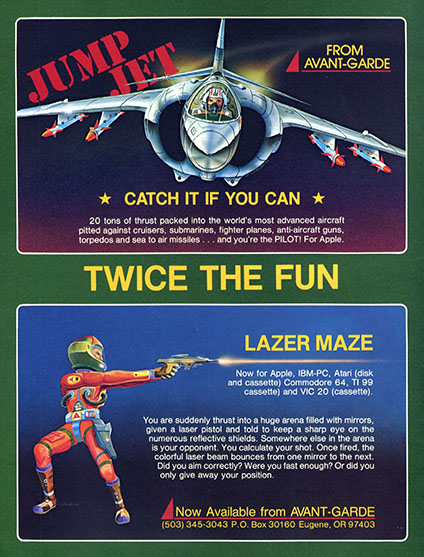 JUMP
JET
FROM
AVANT-GARDE
★ CATCH IT IF YOU CAN ★
20 tons of thrust packed into the world's most advanced aircraft
pitted against cruisers, submarines, fighter planes, anti-aircraft guns,
torpedos and sea to air missiles . . . and you're the PILOT! For Apple.
TWICE THE FUN
LAZER MAZE
Now for Apple, IBM-PC, Atari (disk
and cassette) Commodore 64, TI 99
cassette) and VIC 20 (cassette).
You are suddenly thrust into a huge arena filled with mirrors,
given a laser pistol and told to keep a sharp eye on the
numerous reflective shields. Somewhere else in the arena
is your opponent. You calculate your shot. Once fired, the
colorful laser beam bounces from one mirror to the next.
Did you aim correctly? Were you fast enough? Or did you
only give away your position.
Now Available from AVANT-GARDE
(503) 345-3043 P.O. Box 30160 Eugene, OR 97403